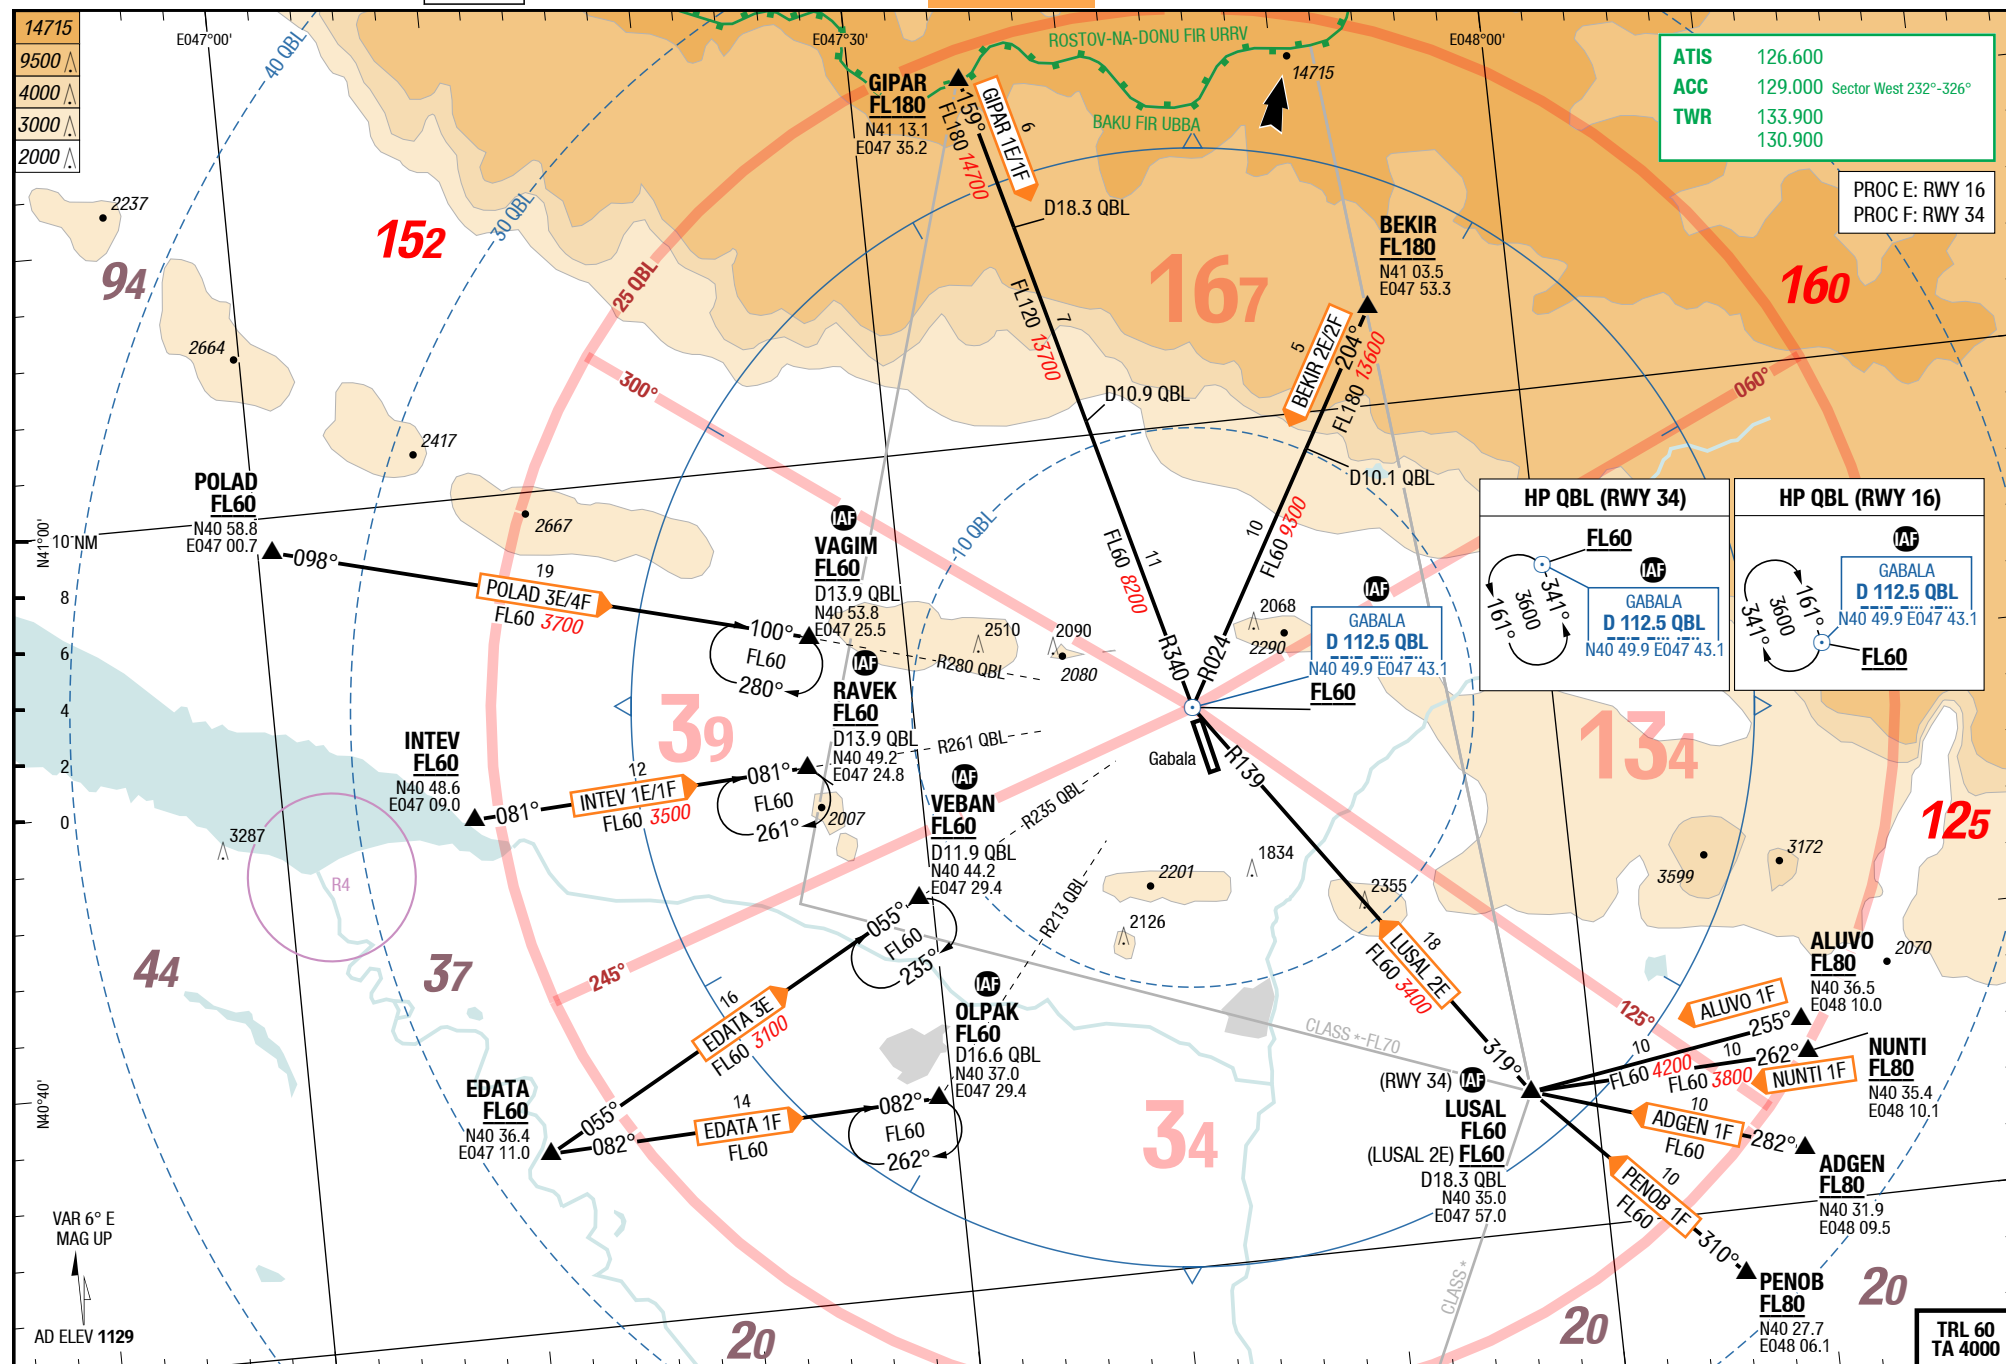 14715
9500
4000
3000
2000
E047°00'
40 QBL
30 QBL
25 QBL
10 QBL
E047°30'
E048°00'
ROSTOV-NA-DONU FIR URRV
BAKU FIR UBBA
14715
ATIS 126.600
ACC 129.000 Sector West 232°-326°
TWR 133.900
130.900
PROC E: RWY 16
PROC F: RWY 34
GIPAR
FL180
N41 13.1
E047 35.2
159°
FL180 14700
GIPAR 1E/1F
6
D18.3 QBL
FL120 13700
7
D10.9 QBL
FL60 8200
11
R340
BEKIR
FL180
N41 03.5
E047 53.3
BEKIR 2E/2F
5
204°
FL180 13600
D10.1 QBL
10
FL60 9300
R024
2237
94
152
167
160
2664
2417
2667
300°
060°
POLAD
FL60
N40 58.8
E047 00.7
098°
19
POLAD 3E/4F
FL60 3700
N41°00'
10 NM
8
6
4
2
0
IAF
VAGIM
FL60
D13.9 QBL
N40 53.8
E047 25.5
100°
FL60
280°
R280 QBL
2510
2090
2080
2068
2290
IAF
GABALA
D 112.5 QBL
N40 49.9 E047 43.1
FL60
HP QBL (RWY 34)
FL60
IAF
341°
3600
161°
GABALA
D 112.5 QBL
N40 49.9 E047 43.1
HP QBL (RWY 16)
IAF
GABALA
D 112.5 QBL
N40 49.9 E047 43.1
161°
3600
341°
FL60
IAF
RAVEK
FL60
D13.9 QBL
N40 49.2
E047 24.8
R261 QBL
39
134
125
INTEV
FL60
N40 48.6
E047 09.0
081°
12
INTEV 1E/1F
FL60 3500
081°
FL60
261°
2007
Gabala
R139
3287
R4
IAF
VEBAN
FL60
D11.9 QBL
N40 44.2
E047 29.4
R235 QBL
R213 QBL
055°
FL60
235°
2201
2126
1834
2355
3599
3172
2070
44
37
245°
125°
16
EDATA 3E
FL60 3100
IAF
OLPAK
FL60
D16.6 QBL
N40 37.0
E047 29.4
18
LUSAL 2E
FL60 3400
CLASS *-FL70
319°
ALUVO
FL80
N40 36.5
E048 10.0
ALUVO 1F
255°
10
FL60 4200
NUNTI
FL80
N40 35.4
E048 10.1
262°
10
FL60 3800
NUNTI 1F
N40°40'
EDATA
FL60
N40 36.4
E047 11.0
055°
082°
14
EDATA 1F
FL60
082°
FL60
262°
34
(RWY 34) IAF
LUSAL
FL60
(LUSAL 2E) FL60
D18.3 QBL
N40 35.0
E047 57.0
10
ADGEN 1F
FL60
282°
ADGEN
FL80
N40 31.9
E048 09.5
10
PENOB 1F
FL60
310°
PENOB
FL80
N40 27.7
E048 06.1
CLASS *
VAR 6° E
MAG UP
AD ELEV 1129
20
20
20
TRL 60
TA 4000